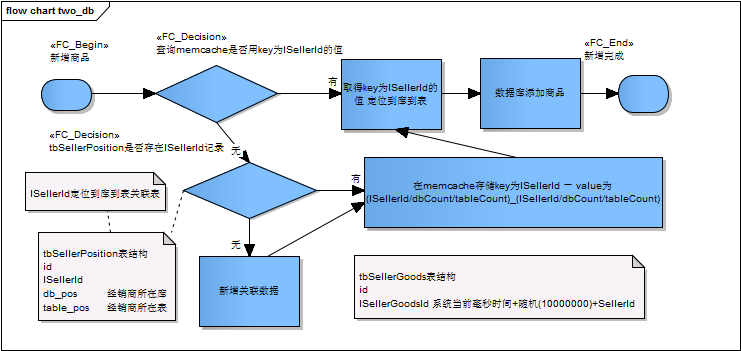 flow chart two_db
«FC_Begin»
新增商品
«FC_Decision»
查询memcache是否用key为ISellerId的值
«FC_End»
新增完成
有
取得key为ISellerId的
值 定位到库到表
数据库添加商品
«FC_Decision»
tbSellerPosition是否存在ISellerId记录
无
有
在memcache存储key为ISellerId 一 value为
(ISellerId/dbCount/tableCount)_(ISellerId/dbCount/tableCount)
ISellerId定位到库到表关联表
无
新增关联数据
tbSellerPosition表结构
id
ISellerId
db_pos 经销商所在库
table_pos 经销商所在表
tbSellerGoods表结构
id
ISellerGoodsId 系统当前毫秒时间+随机(10000000)+SellerId